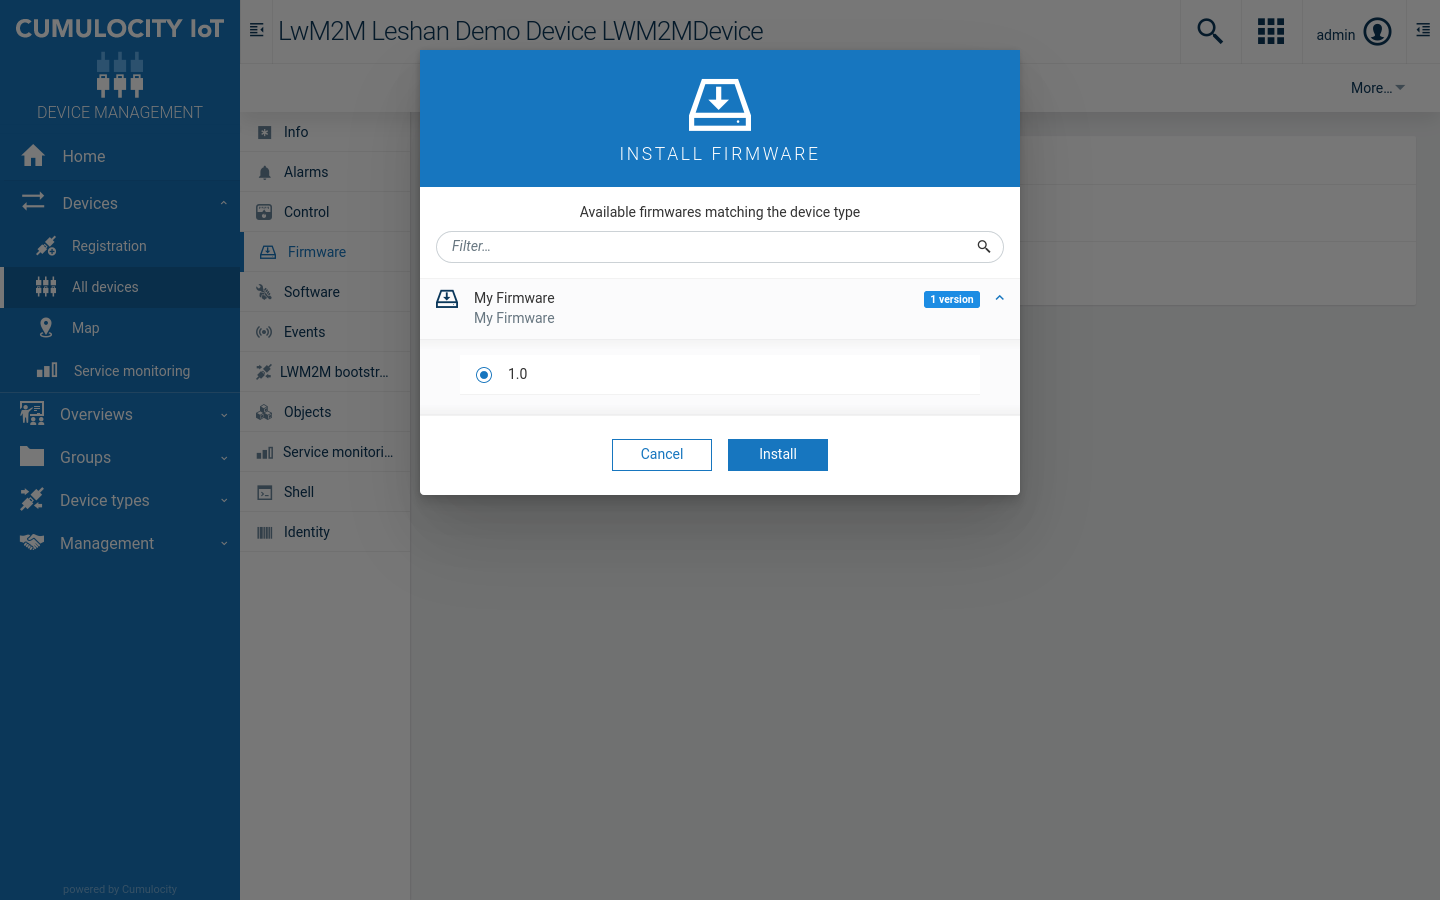 CUMULOCITY IoT
DEVICE MANAGEMENT
Home
Devices
Registration
All devices
Map
Service monitoring
Overviews
Groups
Device types
Management
powered by Cumulocity
LwM2M Leshan Demo Device LWM2MDevice
admin
More...
Info
Alarms
Control
Firmware
Software
Events
LWM2M bootstr...
Objects
Service monitori...
Shell
Identity
INSTALL FIRMWARE
Available firmwares matching the device type
Filter...
My Firmware
My Firmware
1 version
1.0
Cancel
Install